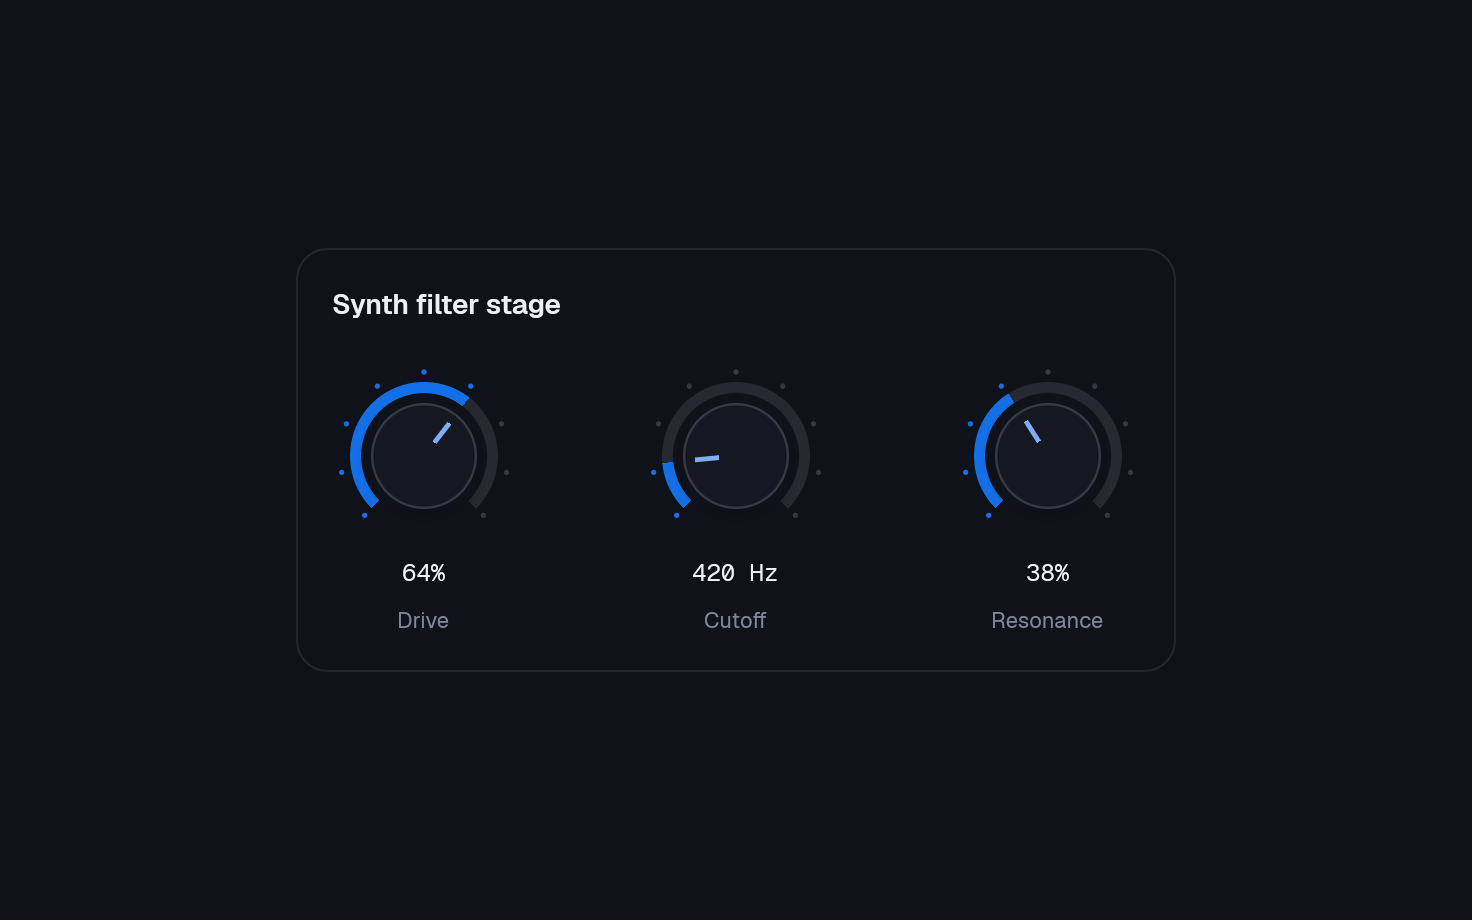 Synth filter stage
64%
420 Hz
38%
Drive
Cutoff
Resonance